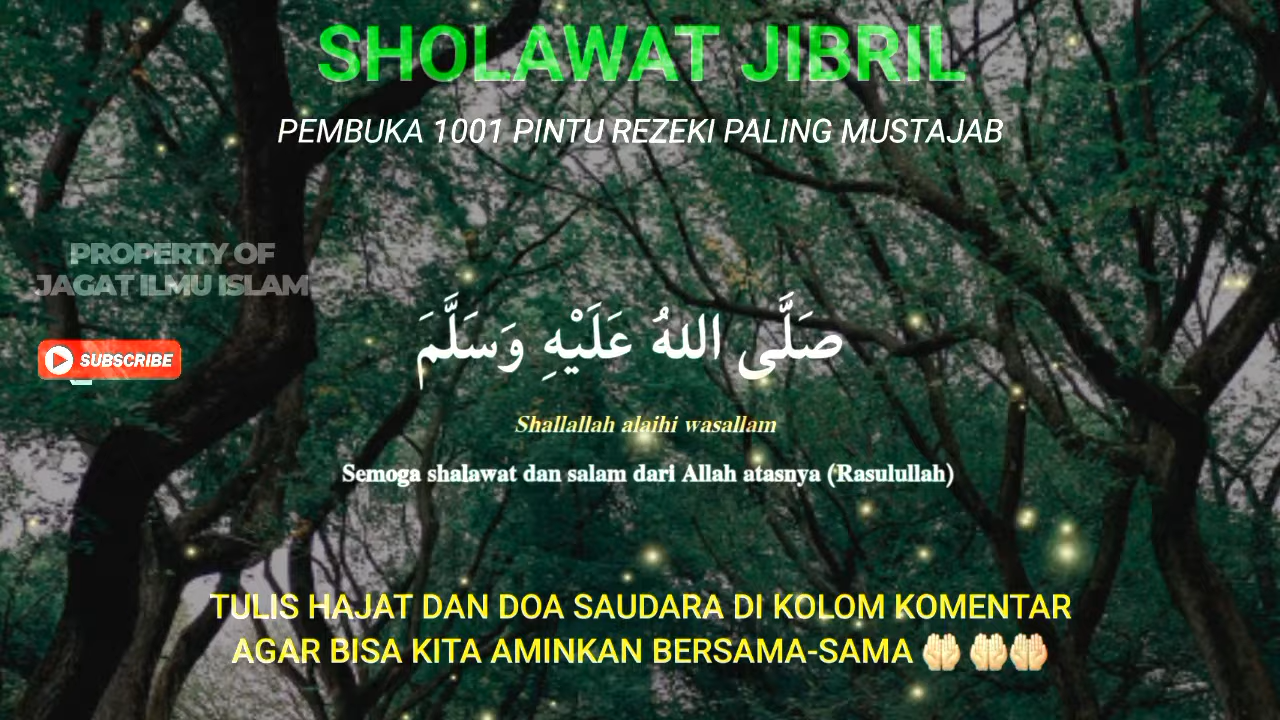 SHOLAWAT JIBRIL
PEMBUKA 1001 PINTU REZEKI PALING MUSTAJAB
PROPERTY OF
JAGAT ILMU ISLAM
SUBSCRIBE
صَلَّى اللهُ عَلَيْهِ وَسَلَّمَ
Shallallah alaihi wasallam
Semoga shalawat dan salam dari Allah atasnya (Rasulullah)
TULIS HAJAT DAN DOA SAUDARA DI KOLOM KOMENTAR
AGAR BISA KITA AMINKAN BERSAMA-SAMA 🤲🏻 🤲🏻🤲🏻